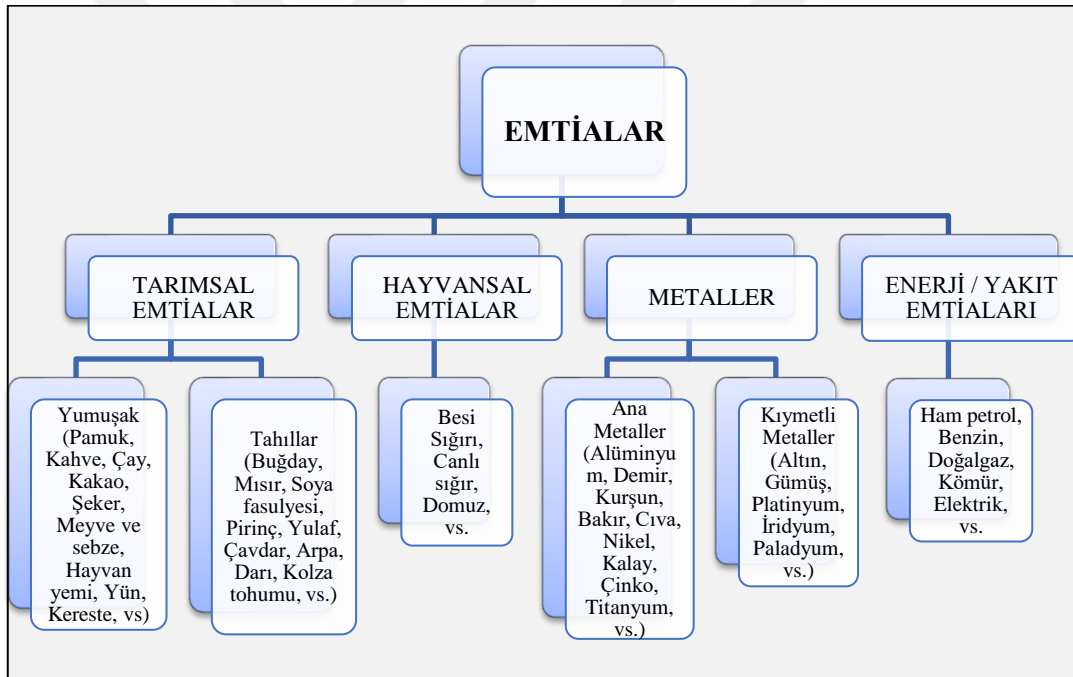 EMTİALAR
TARIMSAL
EMTİALAR
HAYVANSAL
EMTİALAR
METALLER
ENERJİ / YAKIT
EMTİALARI
Yumuşak
(Pamuk,
Kahve, Çay,
Kakao,
Şeker,
Meyve ve
sebze,
Hayvan
yemi, Yün,
Kereste, vs)
Tahıllar
(Buğday,
Mısır, Soya
fasulyesi,
Pirinç, Yulaf,
Çavdar, Arpa,
Darı, Kolza
tohumu, vs.)
Besi
Sığırı,
Canlı
sığır,
Domuz,
vs.
Ana
Metaller
(Alüminyu
m, Demir,
Kurşun,
Bakır, Cıva,
Nikel,
Kalay,
Çinko,
Titanyum,
vs.)
Kıymetli
Metaller
(Altın,
Gümüş,
Platinyum,
İridyum,
Paladyum,
vs.)
Ham petrol,
Benzin,
Doğalgaz,
Kömür,
Elektrik,
vs.